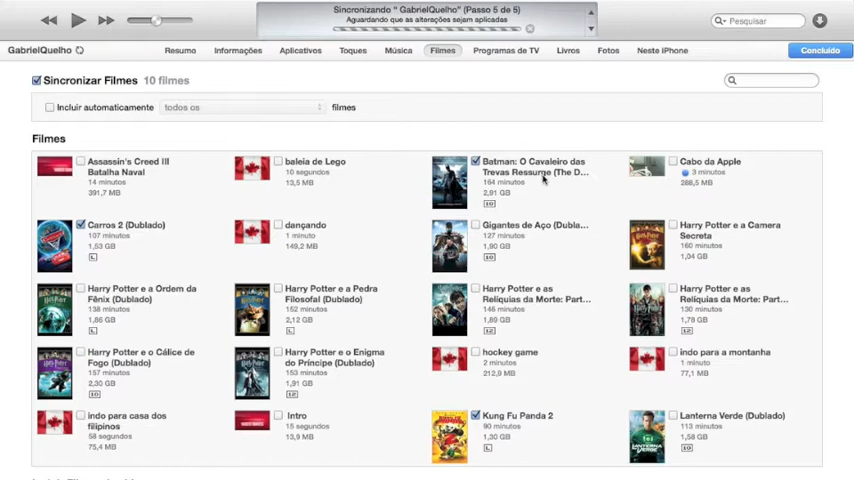 Sincronizando " GabrielQuelho" (Passo 5 de 5)
Aguardando que as alterações sejam aplicadas
Pesquisar
GabrielQuelho
Resumo Informações Aplicativos Toques Música Filmes Programas de TV Livros Fotos Neste iPhone
Concluído
Sincronizar Filmes 10 filmes
Incluir automaticamente todos os filmes
Filmes
Assassin's Creed III
Batalha Naval
14 minutos
391,7 MB
baleia de Lego
10 segundos
13,5 MB
Batman: O Cavaleiro das
Trevas Ressurge (The D...
164 minutos
2,91 GB
10
Cabo da Apple
3 minutos
268,5 MB
Carros 2 (Dublado)
107 minutos
1,53 GB
L
dançando
1 minuto
149,2 MB
Gigantes de Aço (Dubla...
127 minutos
1,90 GB
10
Harry Potter e a Camera
Secreta
160 minutos
1,04 GB
Harry Potter e a Ordem da
Fênix (Dublado)
138 minutos
1,86 GB
L
Harry Potter e a Pedra
Filosofal (Dublado)
152 minutos
2,12 GB
L
Harry Potter e as
Relíquias da Morte: Part...
146 minutos
1,89 GB
12
Harry Potter e as
Relíquias da Morte: Part...
130 minutos
1,78 GB
12
Harry Potter e o Cálice de
Fogo (Dublado)
157 minutos
2,30 GB
10
Harry Potter e o Enigma
do Príncipe (Dublado)
153 minutos
1,91 GB
12
hockey game
2 minutos
212,9 MB
indo para a montanha
1 minuto
77,1 MB
indo para casa dos
filipinos
58 segundos
75,4 MB
Intro
15 segundos
13,9 MB
Kung Fu Panda 2
90 minutos
1,30 GB
L
Lanterna Verde (Dublado)
113 minutos
1,58 GB
10